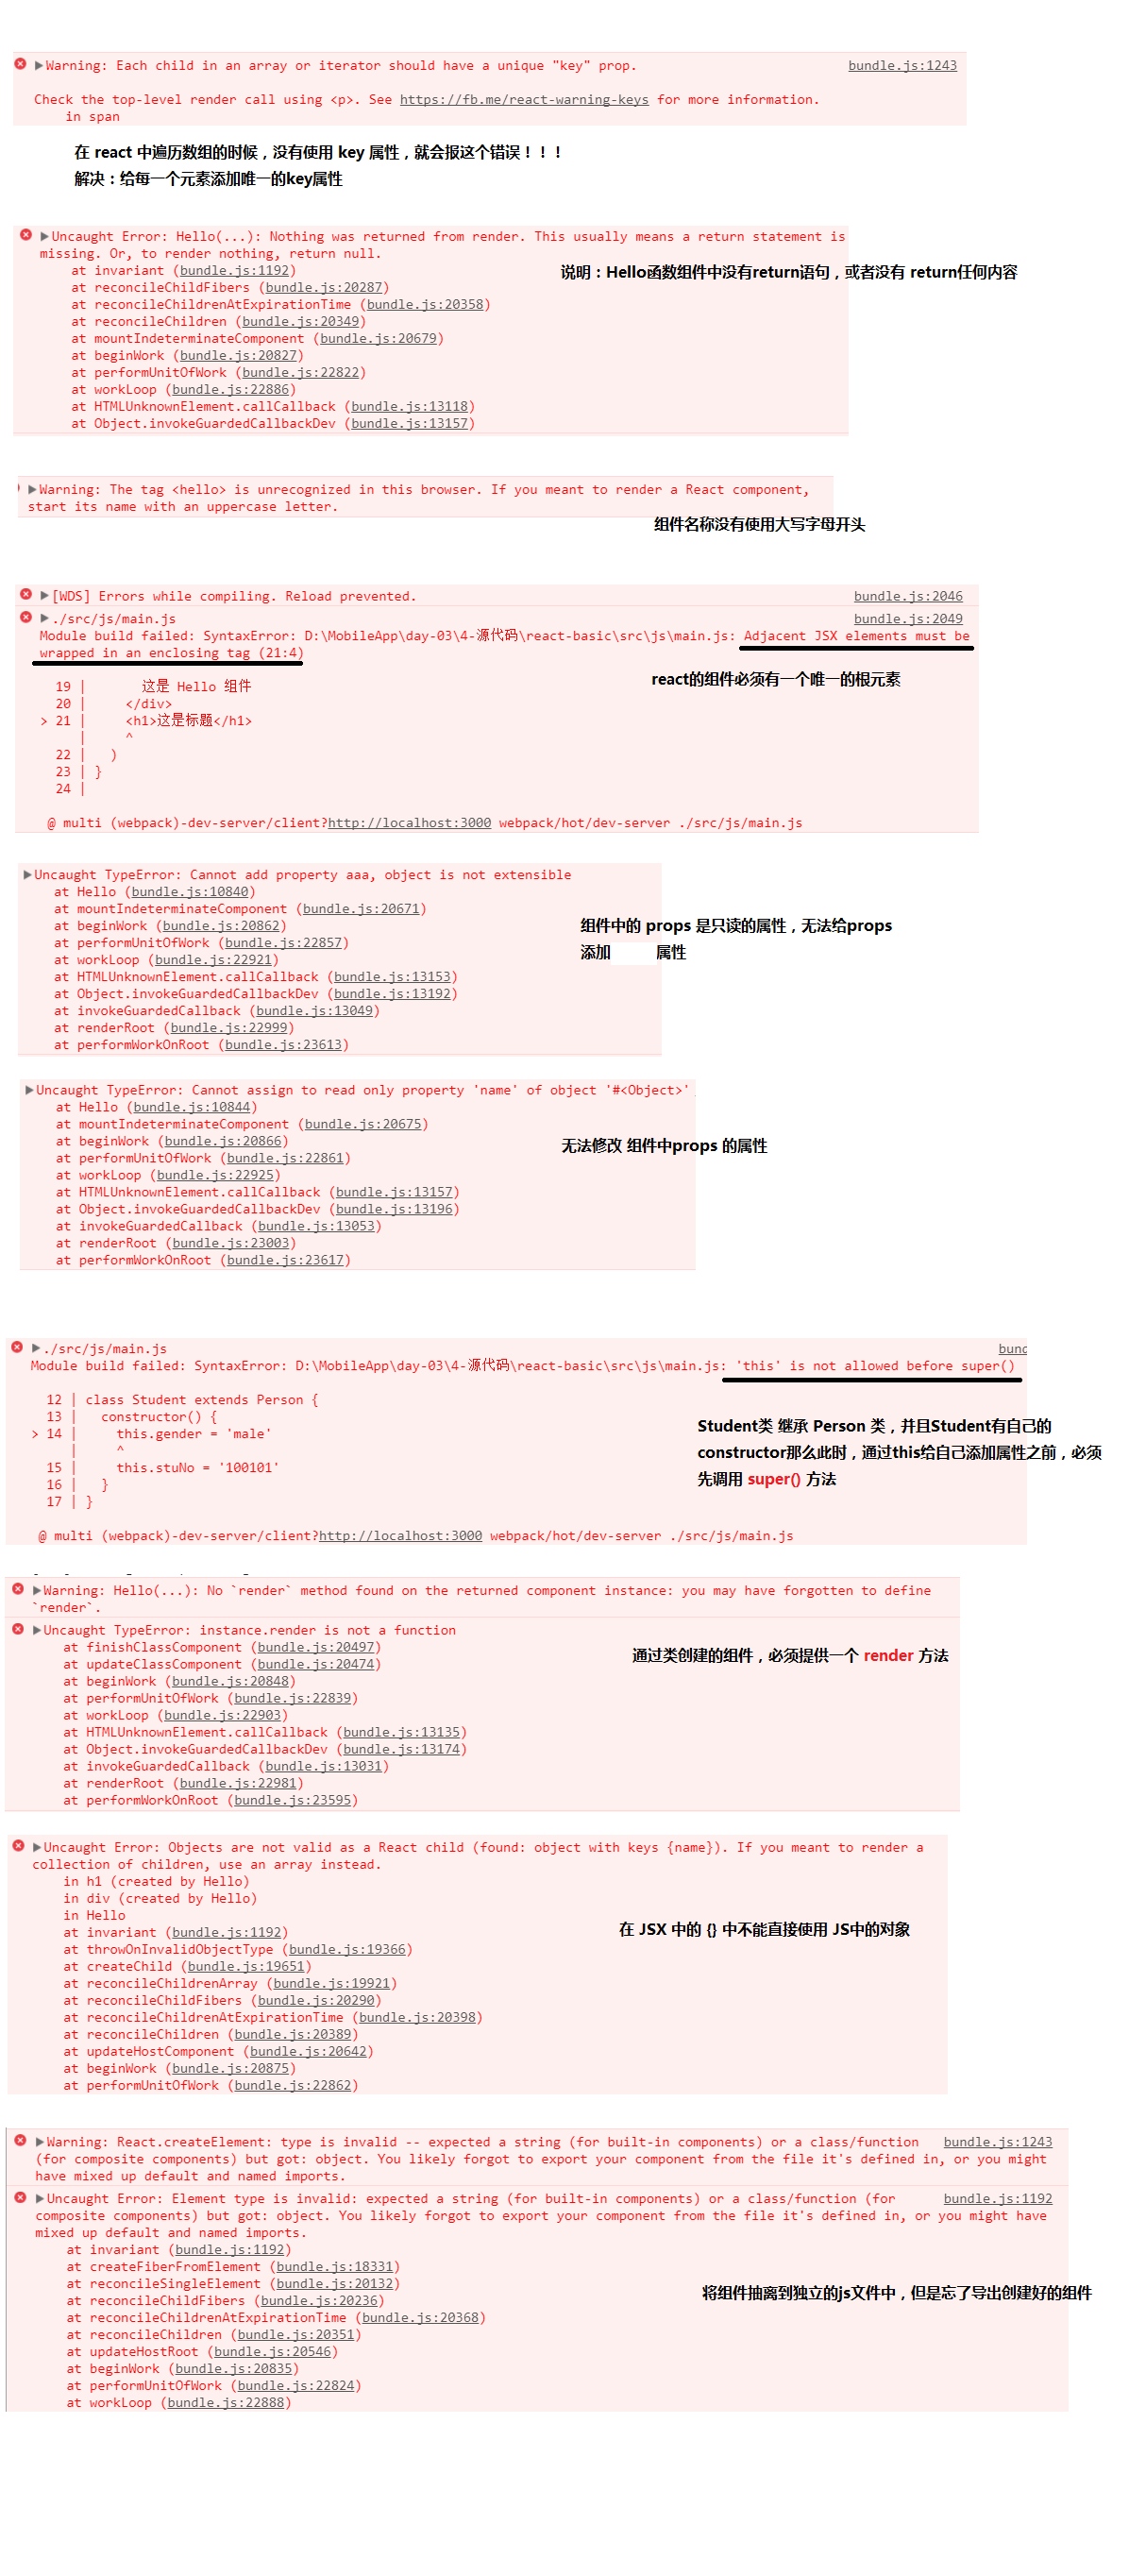 Warning: Each child in an array or iterator should have a unique "key" prop. bundle.js:1243
Check the top-level render call using <p>. See https://fb.me/react-warning-keys for more information.
in span
在 react 中遍历数组的时候，没有使用 key 属性，就会报这个错误！！！
解决：给每一个元素添加唯一的key属性
Uncaught Error: Hello(...): Nothing was returned from render. This usually means a return statement is
missing. Or, to render nothing, return null.
at invariant (bundle.js:1192)
说明：Hello函数组件中没有return语句，或者没有 return任何内容
at reconcileChildFibers (bundle.js:20287)
at reconcileChildrenAtExpirationTime (bundle.js:20358)
at reconcileChildren (bundle.js:20349)
at mountIndeterminateComponent (bundle.js:20679)
at beginWork (bundle.js:20827)
at performUnitOfWork (bundle.js:22822)
at workLoop (bundle.js:22886)
at HTMLUnknownElement.callCallback (bundle.js:13118)
at Object.invokeGuardedCallbackDev (bundle.js:13157)
Warning: The tag <hello> is unrecognized in this browser. If you meant to render a React component,
start its name with an uppercase letter.
组件名称没有使用大写字母开头
[WDS] Errors while compiling. Reload prevented. bundle.js:2046
./src/js/main.js bundle.js:2049
Module build failed: SyntaxError: D:\MobileApp\day-03\4-源代码\react-basic\src\js\main.js: Adjacent JSX elements must be
wrapped in an enclosing tag (21:4)
react的组件必须有一个唯一的根元素
19 | 这是 Hello 组件
20 | </div>
> 21 | <h1>这是标题</h1>
| ^
22 | )
23 | }
24 |
@ multi (webpack)-dev-server/client?http://localhost:3000 webpack/hot/dev-server ./src/js/main.js
Uncaught TypeError: Cannot add property aaa, object is not extensible
at Hello (bundle.js:10840)
at mountIndeterminateComponent (bundle.js:20671)
at beginWork (bundle.js:20862)
组件中的 props 是只读的属性，无法给props
at performUnitOfWork (bundle.js:22857)
添加 属性
at workLoop (bundle.js:22921)
at HTMLUnknownElement.callCallback (bundle.js:13153)
at Object.invokeGuardedCallbackDev (bundle.js:13192)
at invokeGuardedCallback (bundle.js:13049)
at renderRoot (bundle.js:22999)
at performWorkOnRoot (bundle.js:23613)
Uncaught TypeError: Cannot assign to read only property 'name' of object '#<Object>'
at Hello (bundle.js:10844)
at mountIndeterminateComponent (bundle.js:20675)
at beginWork (bundle.js:20866)
无法修改 组件中props 的属性
at performUnitOfWork (bundle.js:22861)
at workLoop (bundle.js:22925)
at HTMLUnknownElement.callCallback (bundle.js:13157)
at Object.invokeGuardedCallbackDev (bundle.js:13196)
at invokeGuardedCallback (bundle.js:13053)
at renderRoot (bundle.js:23003)
at performWorkOnRoot (bundle.js:23617)
./src/js/main.js bund
Module build failed: SyntaxError: D:\MobileApp\day-03\4-源代码\react-basic\src\js\main.js: 'this' is not allowed before super()
12 | class Student extends Person {
13 | constructor() {
> 14 | this.gender = 'male'
| ^
15 | this.stuNo = '100101'
16 | }
17 | }
Student类 继承 Person 类，并且Student有自己的
constructor那么此时，通过this给自己添加属性之前，必须
先调用 super() 方法
@ multi (webpack)-dev-server/client?http://localhost:3000 webpack/hot/dev-server ./src/js/main.js
Warning: Hello(...): No `render` method found on the returned component instance: you may have forgotten to define
`render`.
Uncaught TypeError: instance.render is not a function
at finishClassComponent (bundle.js:20497)
通过类创建的组件，必须提供一个 render 方法
at updateClassComponent (bundle.js:20474)
at beginWork (bundle.js:20848)
at performUnitOfWork (bundle.js:22839)
at workLoop (bundle.js:22903)
at HTMLUnknownElement.callCallback (bundle.js:13135)
at Object.invokeGuardedCallbackDev (bundle.js:13174)
at invokeGuardedCallback (bundle.js:13031)
at renderRoot (bundle.js:22981)
at performWorkOnRoot (bundle.js:23595)
Uncaught Error: Objects are not valid as a React child (found: object with keys {name}). If you meant to render a
collection of children, use an array instead.
in h1 (created by Hello)
in div (created by Hello)
in Hello
at invariant (bundle.js:1192)
在 JSX 中的 {} 中不能直接使用 JS中的对象
at throwOnInvalidObjectType (bundle.js:19366)
at createChild (bundle.js:19651)
at reconcileChildrenArray (bundle.js:19921)
at reconcileChildFibers (bundle.js:20290)
at reconcileChildrenAtExpirationTime (bundle.js:20398)
at reconcileChildren (bundle.js:20389)
at updateHostComponent (bundle.js:20642)
at beginWork (bundle.js:20875)
at performUnitOfWork (bundle.js:22862)
Warning: React.createElement: type is invalid -- expected a string (for built-in components) or a class/function bundle.js:1243
(for composite components) but got: object. You likely forgot to export your component from the file it's defined in, or you might
have mixed up default and named imports.
Uncaught Error: Element type is invalid: expected a string (for built-in components) or a class/function (for bundle.js:1192
composite components) but got: object. You likely forgot to export your component from the file it's defined in, or you might have
mixed up default and named imports.
at invariant (bundle.js:1192)
at createFiberFromElement (bundle.js:18331)
at reconcileSingleElement (bundle.js:20132)
将组件抽离到独立的js文件中，但是忘了导出创建好的组件
at reconcileChildFibers (bundle.js:20236)
at reconcileChildrenAtExpirationTime (bundle.js:20368)
at reconcileChildren (bundle.js:20351)
at updateHostRoot (bundle.js:20546)
at beginWork (bundle.js:20835)
at performUnitOfWork (bundle.js:22824)
at workLoop (bundle.js:22888)